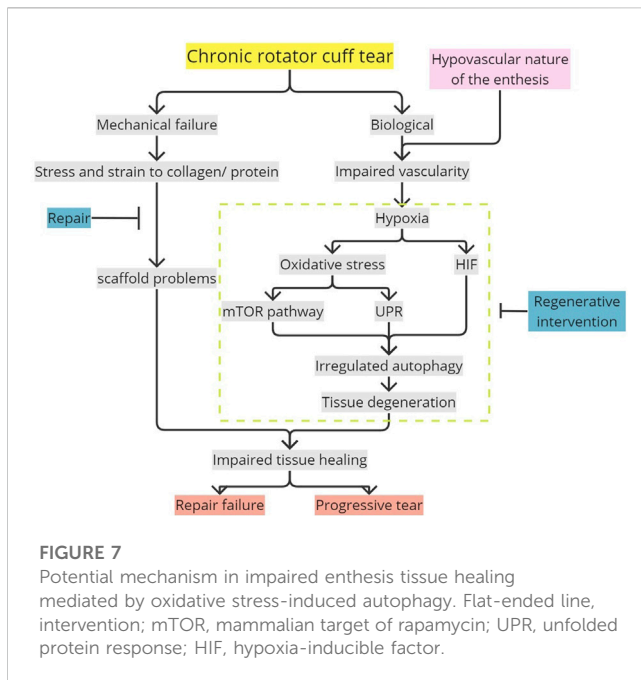 Chronic rotator cuff tear
Hypovascular nature
of the enthesis
Mechanical failure
Biological
Stress and strain to collagen/ protein
Impaired vascularity
Repair
Hypoxia
scaffold problems
Oxidative stress
HIF
mTOR pathway
UPR
Regenerative
intervention
Irregulated autophagy
Tissue degeneration
Impaired tissue healing
Repair failure
Progressive tear
FIGURE 7
Potential mechanism in impaired enthesis tissue healing
mediated by oxidative stress-induced autophagy. Flat-ended line,
intervention; mTOR, mammalian target of rapamycin; UPR, unfolded
protein response; HIF, hypoxia-inducible factor.